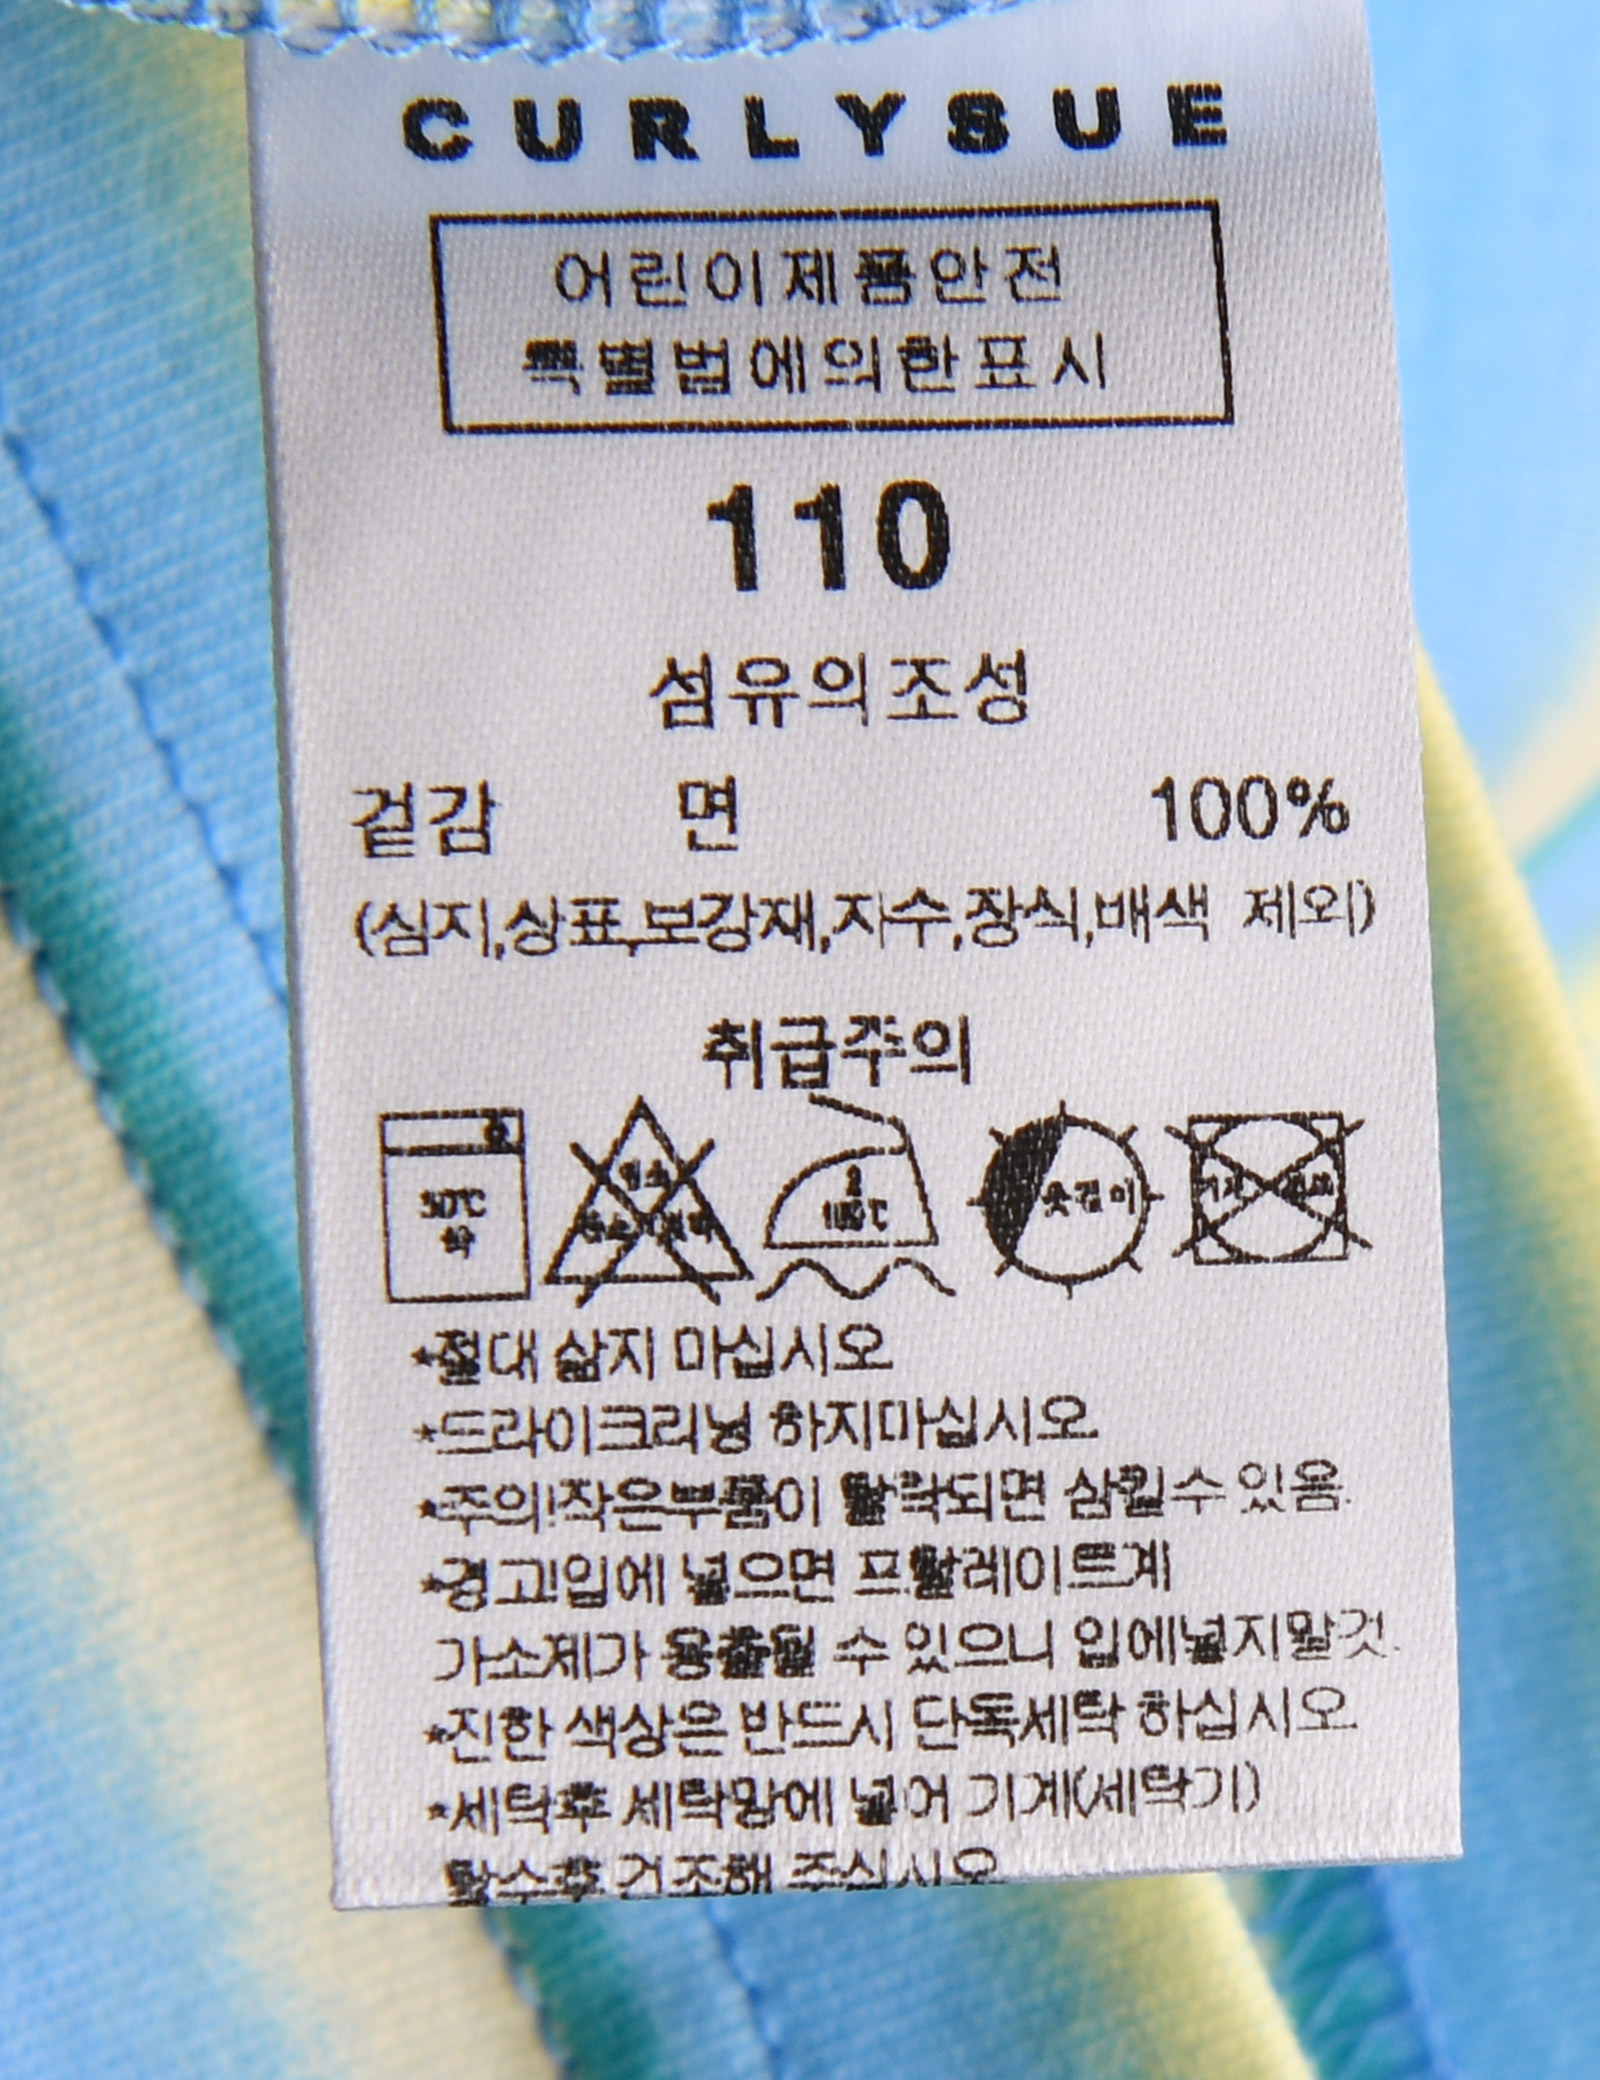 CURLYSUE
어린이제품안전
특별법에의한표시
110
섬유의조성
겉감 면 100%
(심지,상표,보강재,자수,장식,배색 제외)
취급주의
30℃
약
염소
2
옷걸이
*절대 삶지 마십시오
*드라이크리닝 하지마십시오
*주의!작은부품이 탈락되면 삼킬수있음.
*경고!입에 넣으면 프탈레이트계
가소제가 용출될 수 있으니 입에넣지말것.
*진한 색상은 반드시 단독세탁 하십시오
*세탁후 세탁망에 넣어 기계(세탁기)
탈수후 건조해 주십시오